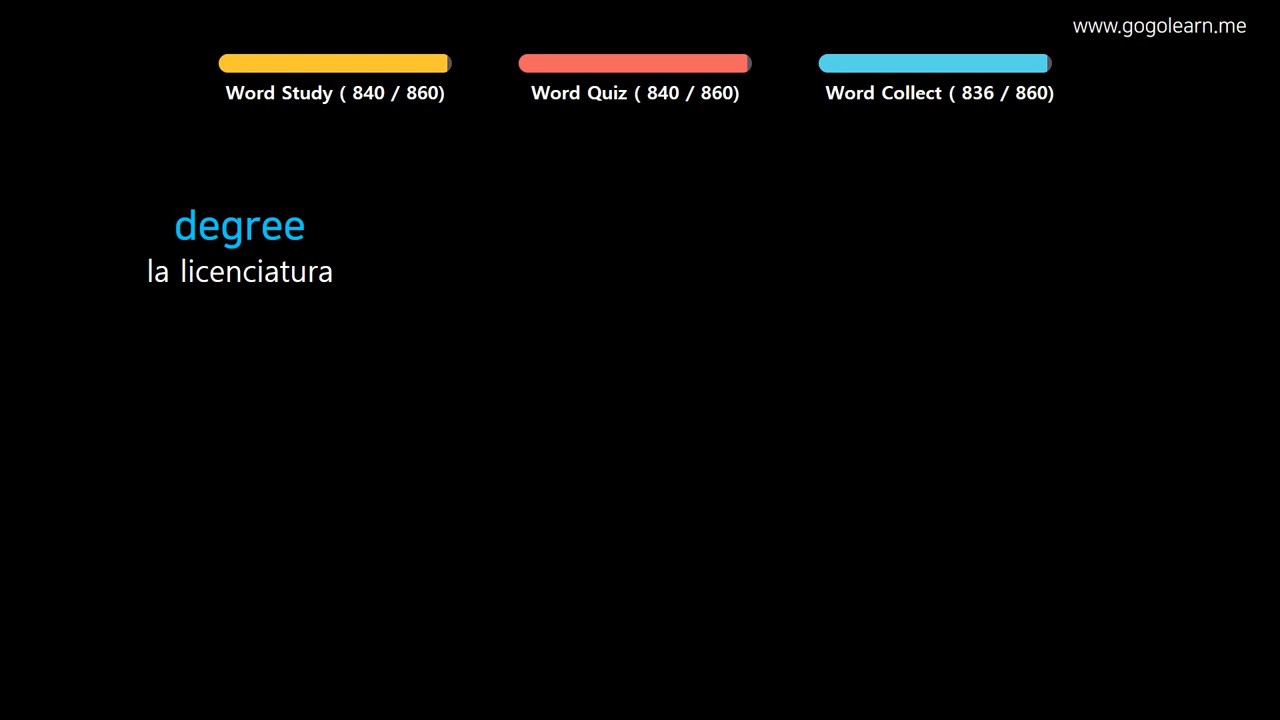 www.gogolearn.me
Word Study ( 840 / 860)
Word Quiz ( 840 / 860)
Word Collect ( 836 / 860)
degree
la licenciatura